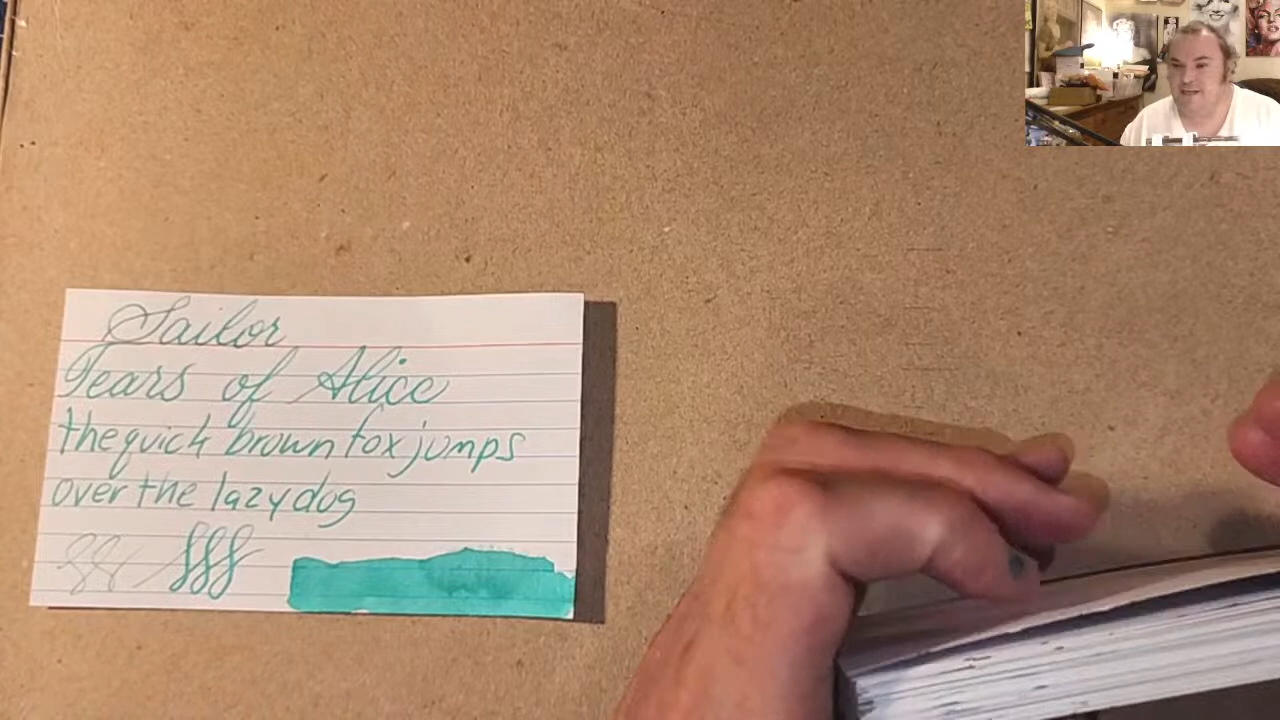 Sailor
Tears of Alice
the quick brown fox jumps
over the lazy dog